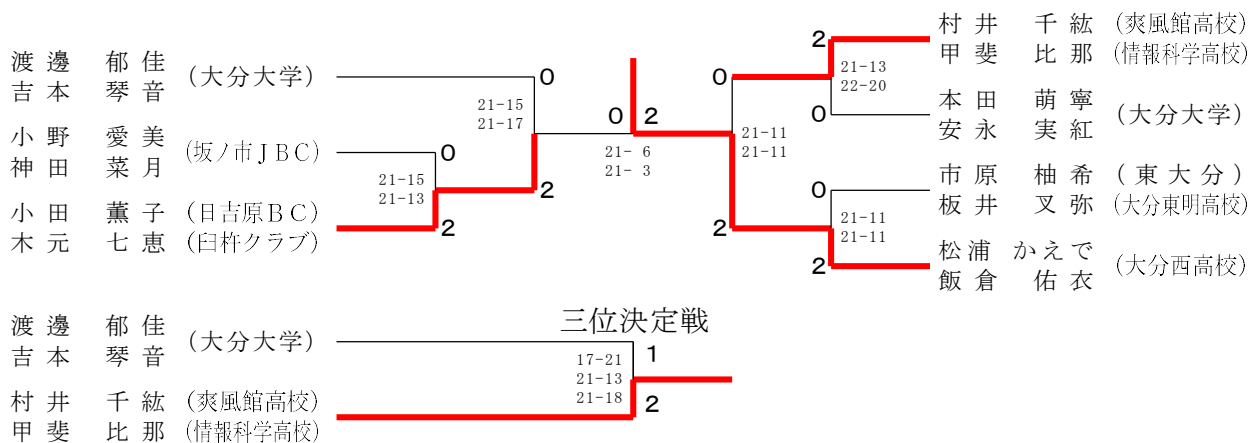 渡邊 郁佳
吉本 琴音
(大分大学)
小野 愛美
神田 菜月
(坂ノ市JBC)
小田 薫子 (日吉原BC)
木元 七恵 (臼杵クラブ)
0
21-15
21-17
2
0
21-15
21-13
2
0 2
21- 6
21- 3
0
21-11
21-11
2
2
21-13
22-20
0
0
21-11
21-11
2
村井 千紘 (爽風館高校)
甲斐 比那 (情報科学高校)
本田 萌寧
安永 実紅
(大分大学)
市原 柚希 (東大分)
板井 叉弥 (大分東明高校)
松浦 かえで
飯倉 佑衣
(大分西高校)
三位決定戦
渡邊 郁佳
吉本 琴音
(大分大学)
村井 千紘 (爽風館高校)
甲斐 比那 (情報科学高校)
1
17-21
21-13
21-18
2